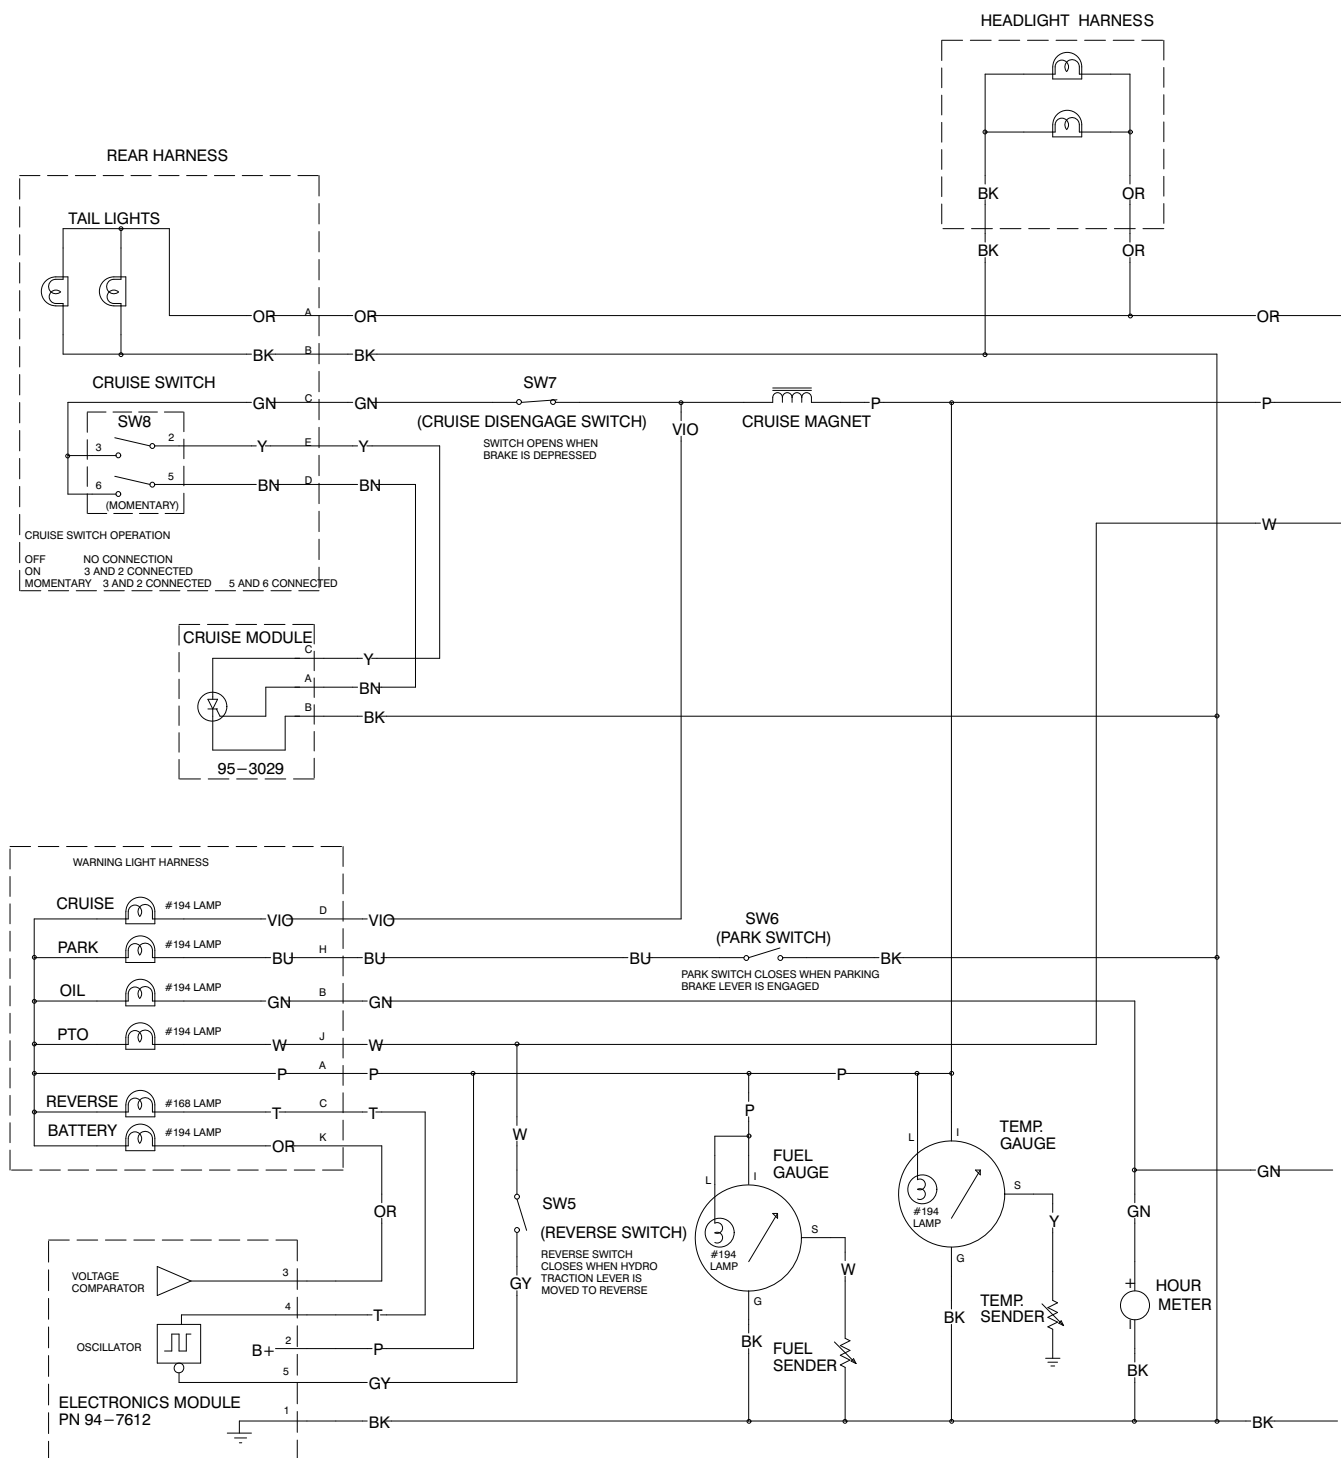 HEADLIGHT HARNESS
BK OR
BK OR
REAR HARNESS
TAIL LIGHTS
OR A OR OR
BK B BK
CRUISE SWITCH
GN C GN
SW7
(CRUISE DISENGAGE SWITCH)
SWITCH OPENS WHEN
BRAKE IS DEPRESSED
VIO
CRUISE MAGNET
P P
SW8
3 2 Y E Y
6 5 BN D BN
(MOMENTARY)
W
CRUISE SWITCH OPERATION
OFF NO CONNECTION
ON 3 AND 2 CONNECTED
MOMENTARY 3 AND 2 CONNECTED 5 AND 6 CONNECTED
CRUISE MODULE
C Y
A BN
B BK
95-3029
WARNING LIGHT HARNESS
CRUISE #194 LAMP VIO D VIO
SW6
(PARK SWITCH)
PARK #194 LAMP BU H BU BU BK
PARK SWITCH CLOSES WHEN PARKING
BRAKE LEVER IS ENGAGED
OIL #194 LAMP GN B GN
PTO #194 LAMP W J W
P A P P
REVERSE #168 LAMP T C T
BATTERY #194 LAMP OR K
P
W
L I
FUEL
GAUGE
#194
LAMP
S
G
L I
TEMP.
GAUGE
#194
LAMP
S
G
GN
OR
SW5
(REVERSE SWITCH)
REVERSE SWITCH
CLOSES WHEN HYDRO
TRACTION LEVER IS
MOVED TO REVERSE
GY
W
Y
GN
VOLTAGE
COMPARATOR
3
4 T
OSCILLATOR
B+ 2 P
5 GY
BK
FUEL
SENDER
BK
TEMP.
SENDER
+
HOUR
METER
BK
ELECTRONICS MODULE
PN 94-7612
1 BK BK